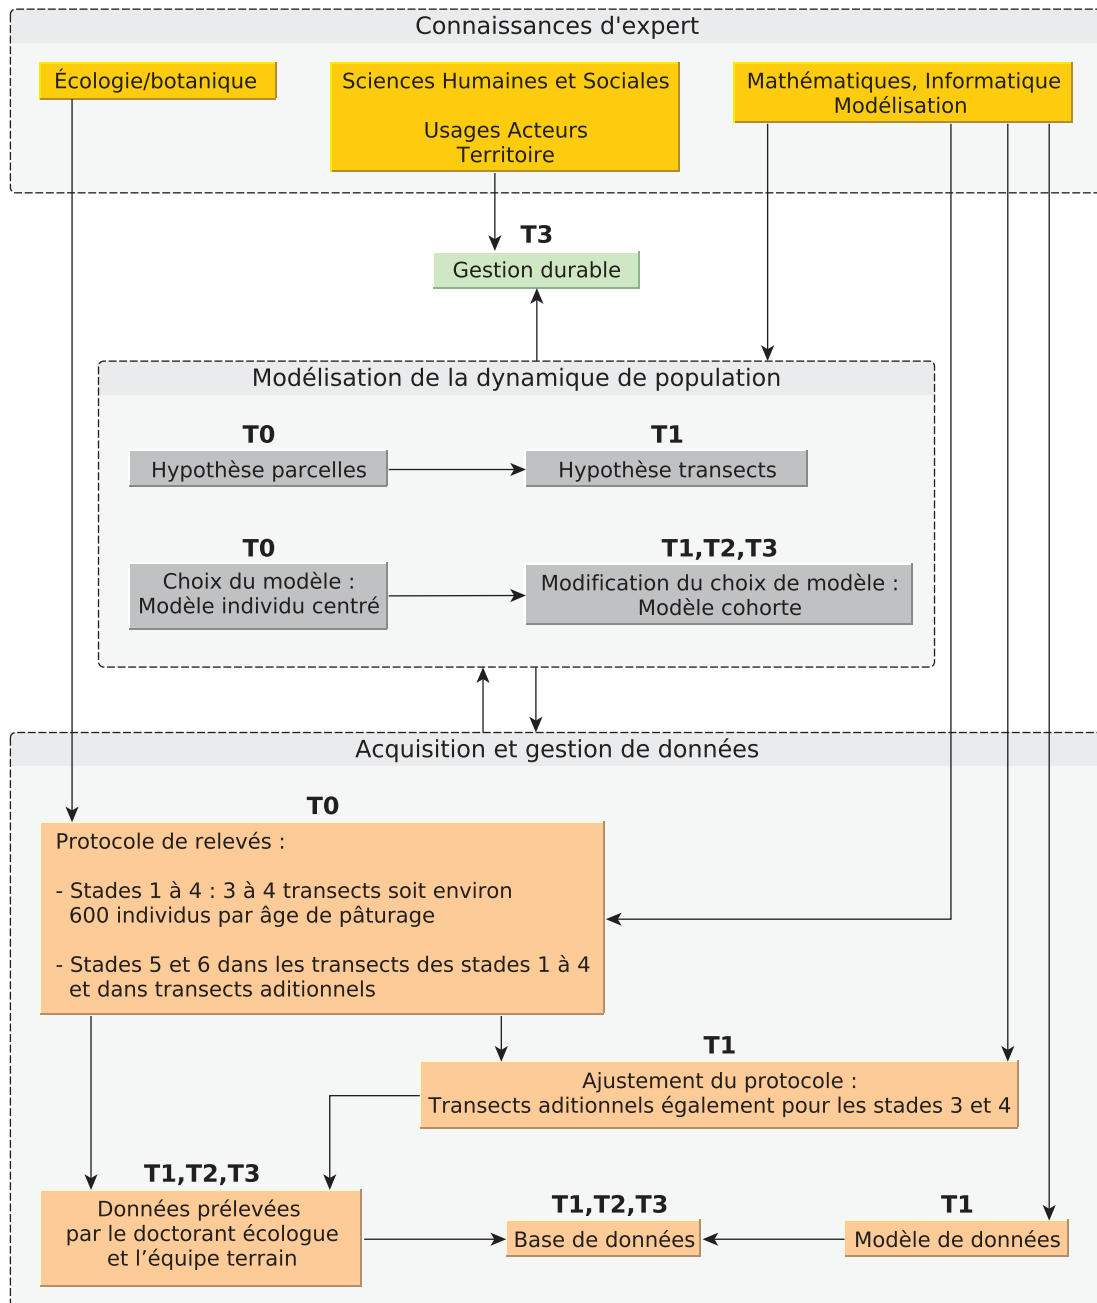 Connaissances d'expert
Écologie/botanique
Sciences Humaines et Sociales
Usages Acteurs
Territoire
Mathématiques, Informatique
Modélisation
T3
Gestion durable
Modélisation de la dynamique de population
T0
Hypothèse parcelles
T1
Hypothèse transects
T0
Choix du modèle :
Modèle individu centré
T1,T2,T3
Modification du choix de modèle :
Modèle cohorte
Acquisition et gestion de données
T0
Protocole de relevés :
- Stades 1 à 4 : 3 à 4 transects soit environ
600 individus par âge de pâturage
- Stades 5 et 6 dans les transects des stades 1 à 4
et dans transects aditionnels
T1
Ajustement du protocole :
Transects aditionnels également pour les stades 3 et 4
T1,T2,T3
Données prélevées
par le doctorant écologue
et l’équipe terrain
T1,T2,T3
Base de données
T1
Modèle de données